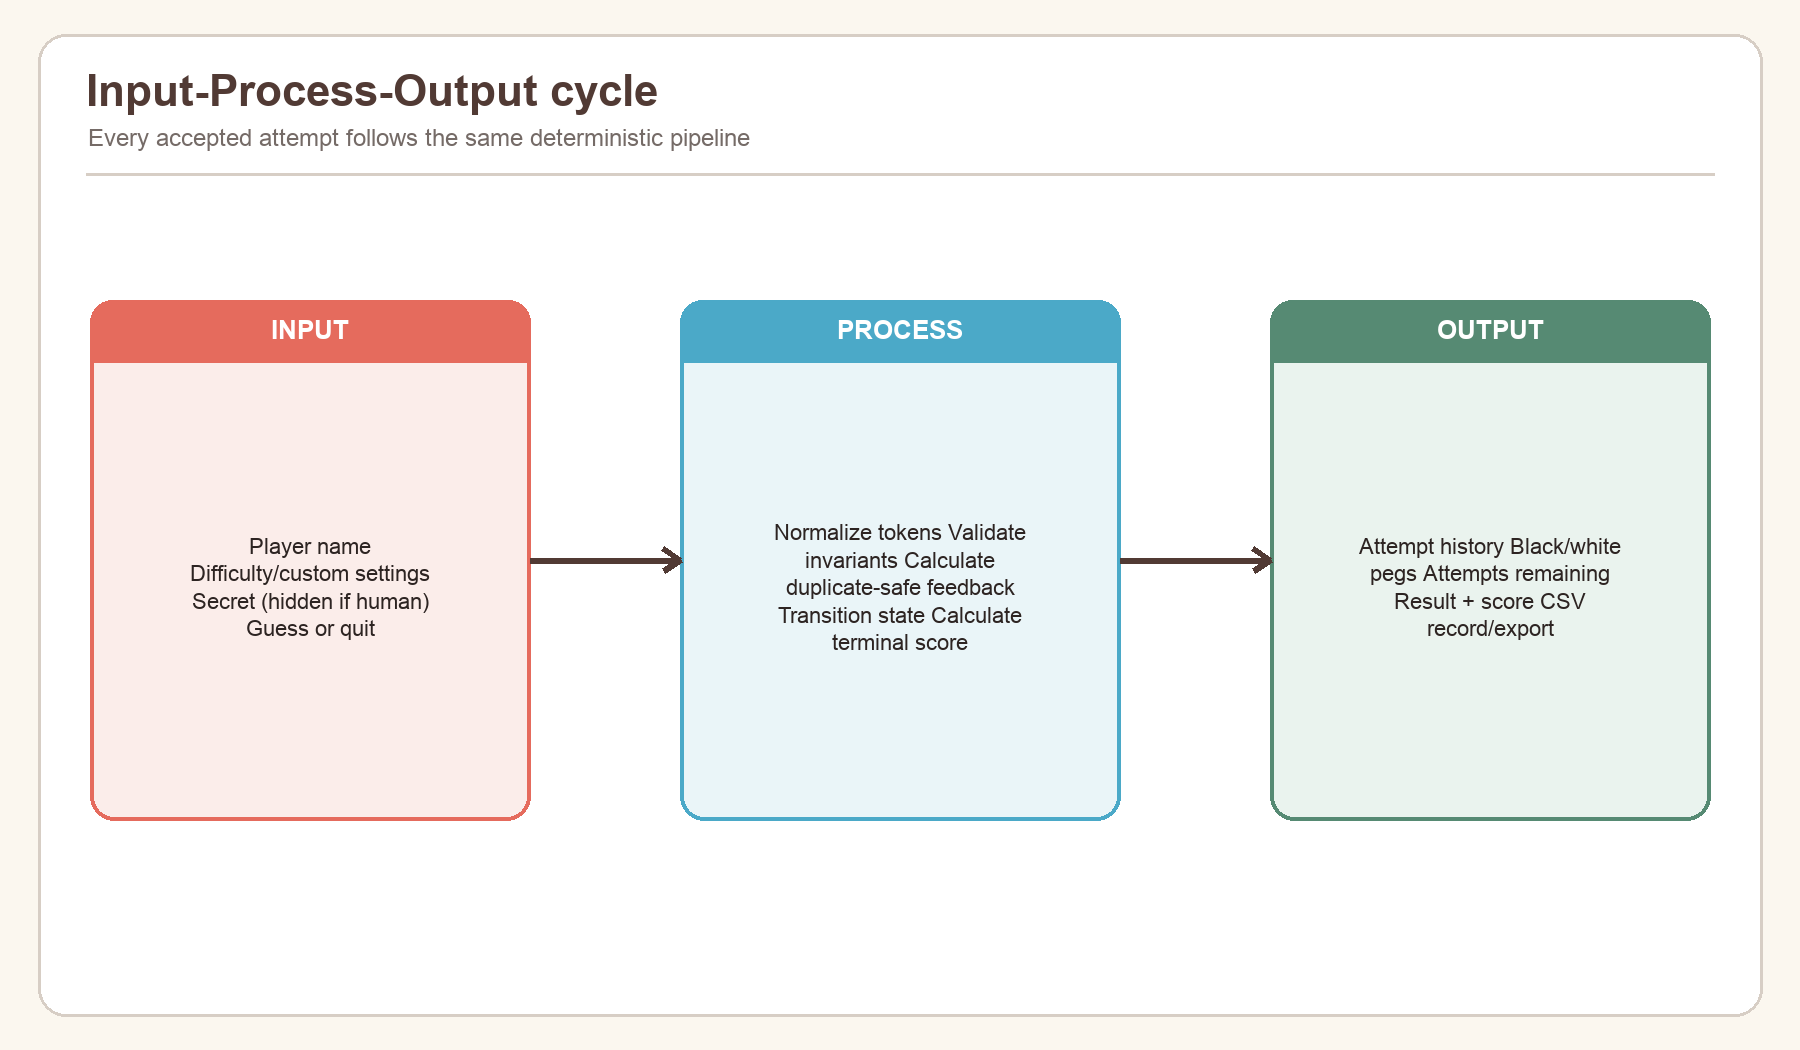 Input-Process-Output cycle
Every accepted attempt follows the same deterministic pipeline
INPUT
Player name
Difficulty/custom settings
Secret (hidden if human)
Guess or quit
PROCESS
Normalize tokens Validate
invariants Calculate
duplicate-safe feedback
Transition state Calculate
terminal score
OUTPUT
Attempt history Black/white
pegs Attempts remaining
Result + score CSV
record/export